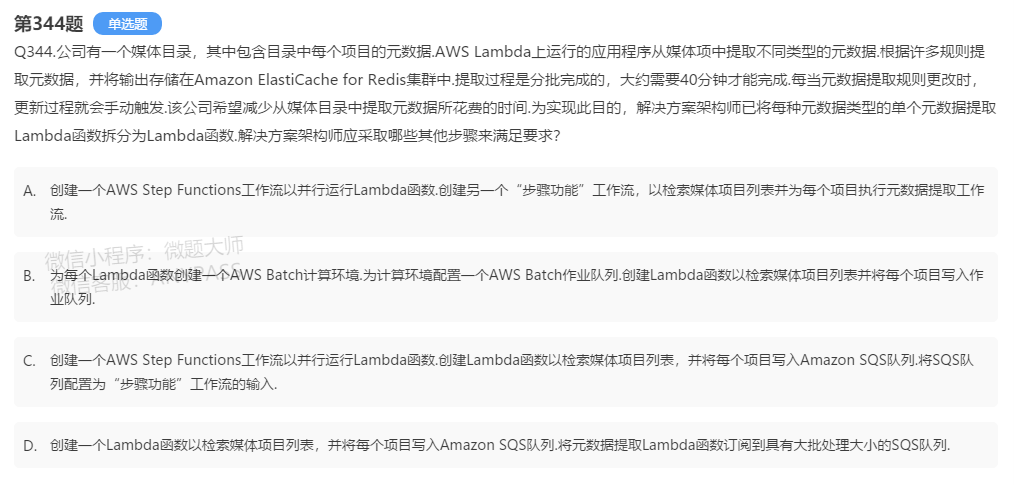 第344题 单选题
Q344.公司有一个媒体目录，其中包含目录中每个项目的元数据.AWS Lambda上运行的应用程序从媒体项中提取不同类型的元数据.根据许多规则提
取元数据，并将输出存储在Amazon ElastiCache for Redis集群中.提取过程是分批完成的，大约需要40分钟才能完成.每当元数据提取规则更改时，
更新过程就会手动触发.该公司希望减少从媒体目录中提取元数据所花费的时间.为实现此目的，解决方案架构师已将每种元数据类型的单个元数据提取
Lambda函数拆分为Lambda函数.解决方案架构师应采取哪些其他步骤来满足要求？
A. 创建一个AWS Step Functions工作流以并行运行Lambda函数.创建另一个“步骤功能”工作流，以检索媒体项目列表并为每个项目执行元数据提取工作
流.
微信小程序：微题大师
B. 为每个Lambda函数创建一个AWS Batch计算环境.为计算环境配置一个AWS Batch作业队列.创建Lambda函数以检索媒体项目列表并将每个项目写入作
业队列.
微信客服：
C. 创建一个AWS Step Functions工作流以并行运行Lambda函数.创建Lambda函数以检索媒体项目列表，并将每个项目写入Amazon SQS队列.将SQS队
列配置为“步骤功能”工作流的输入.
D. 创建一个Lambda函数以检索媒体项目列表，并将每个项目写入Amazon SQS队列.将元数据提取Lambda函数订阅到具有大批处理大小的SQS队列.